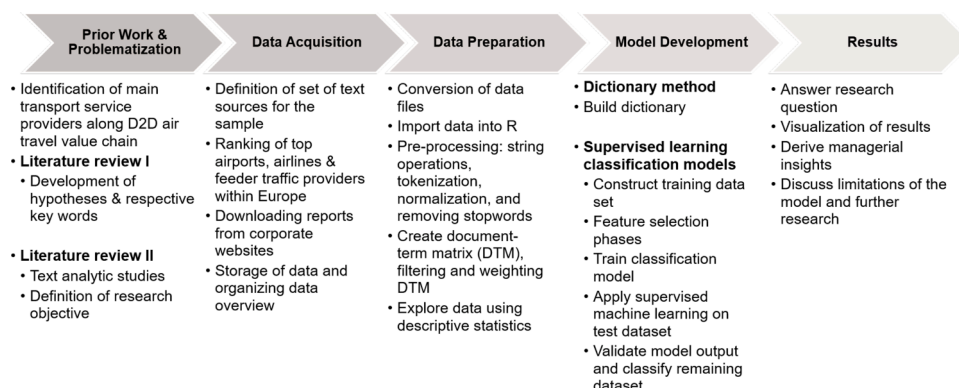 Prior Work &
Problematization
Data Acquisition
Data Preparation
Model Development
Results
• Identification of main
transport service
providers along D2D air
travel value chain
• Literature review I
• Development of
hypotheses & respective
key words
• Literature review II
• Text analytic studies
• Definition of research
objective
• Definition of set of text
sources for the
sample
• Ranking of top
airports, airlines &
feeder traffic providers
within Europe
• Downloading reports
from corporate
websites
• Storage of data and
organizing data
overview
• Conversion of data
files
• Import data into R
• Pre-processing: string
operations,
tokenization,
normalization, and
removing stopwords
• Create document-
term matrix (DTM),
filtering and weighting
DTM
• Explore data using
descriptive statistics
• Dictionary method
• Build dictionary
• Supervised learning
classification models
• Construct training data
set
• Feature selection
phases
• Train classification
model
• Apply supervised
machine learning on
test dataset
• Validate model output
and classify remaining
dataset
• Answer research
question
• Visualization of results
• Derive managerial
insights
• Discuss limitations of the
model and further
research